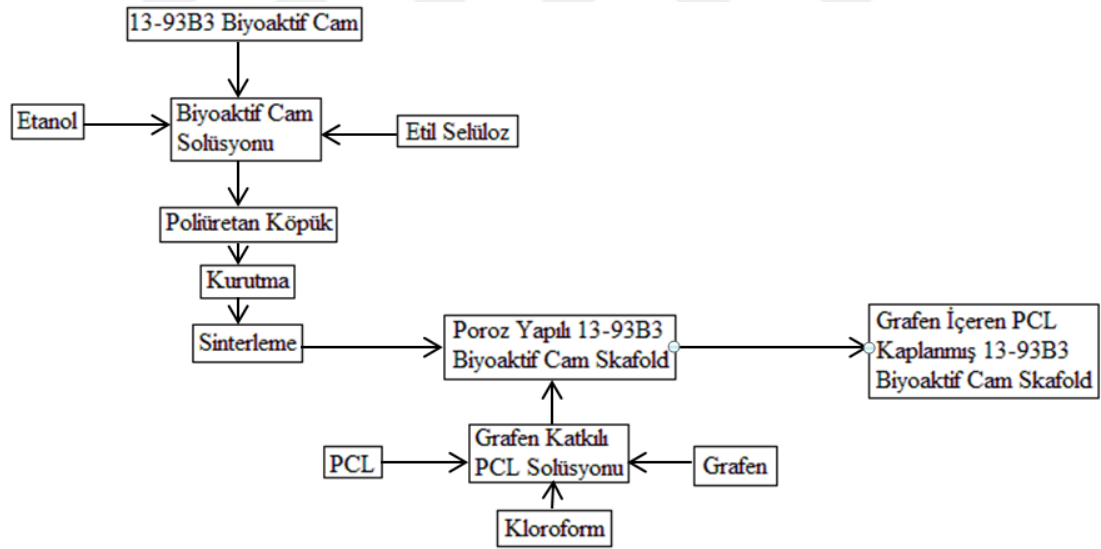 13-93B3 Biyoaktif Cam
Etanol
Biyoaktif Cam
Solüsyonu
Etil Selüloz
Poliüretan Köpük
Kurutma
Sinterleme
Poroz Yapılı 13-93B3
Biyoaktif Cam Skafold
Grafen İçeren PCL
Kaplanmış 13-93B3
Biyoaktif Cam Skafold
PCL
Grafen Katkılı
PCL Solüsyonu
Grafen
Kloroform